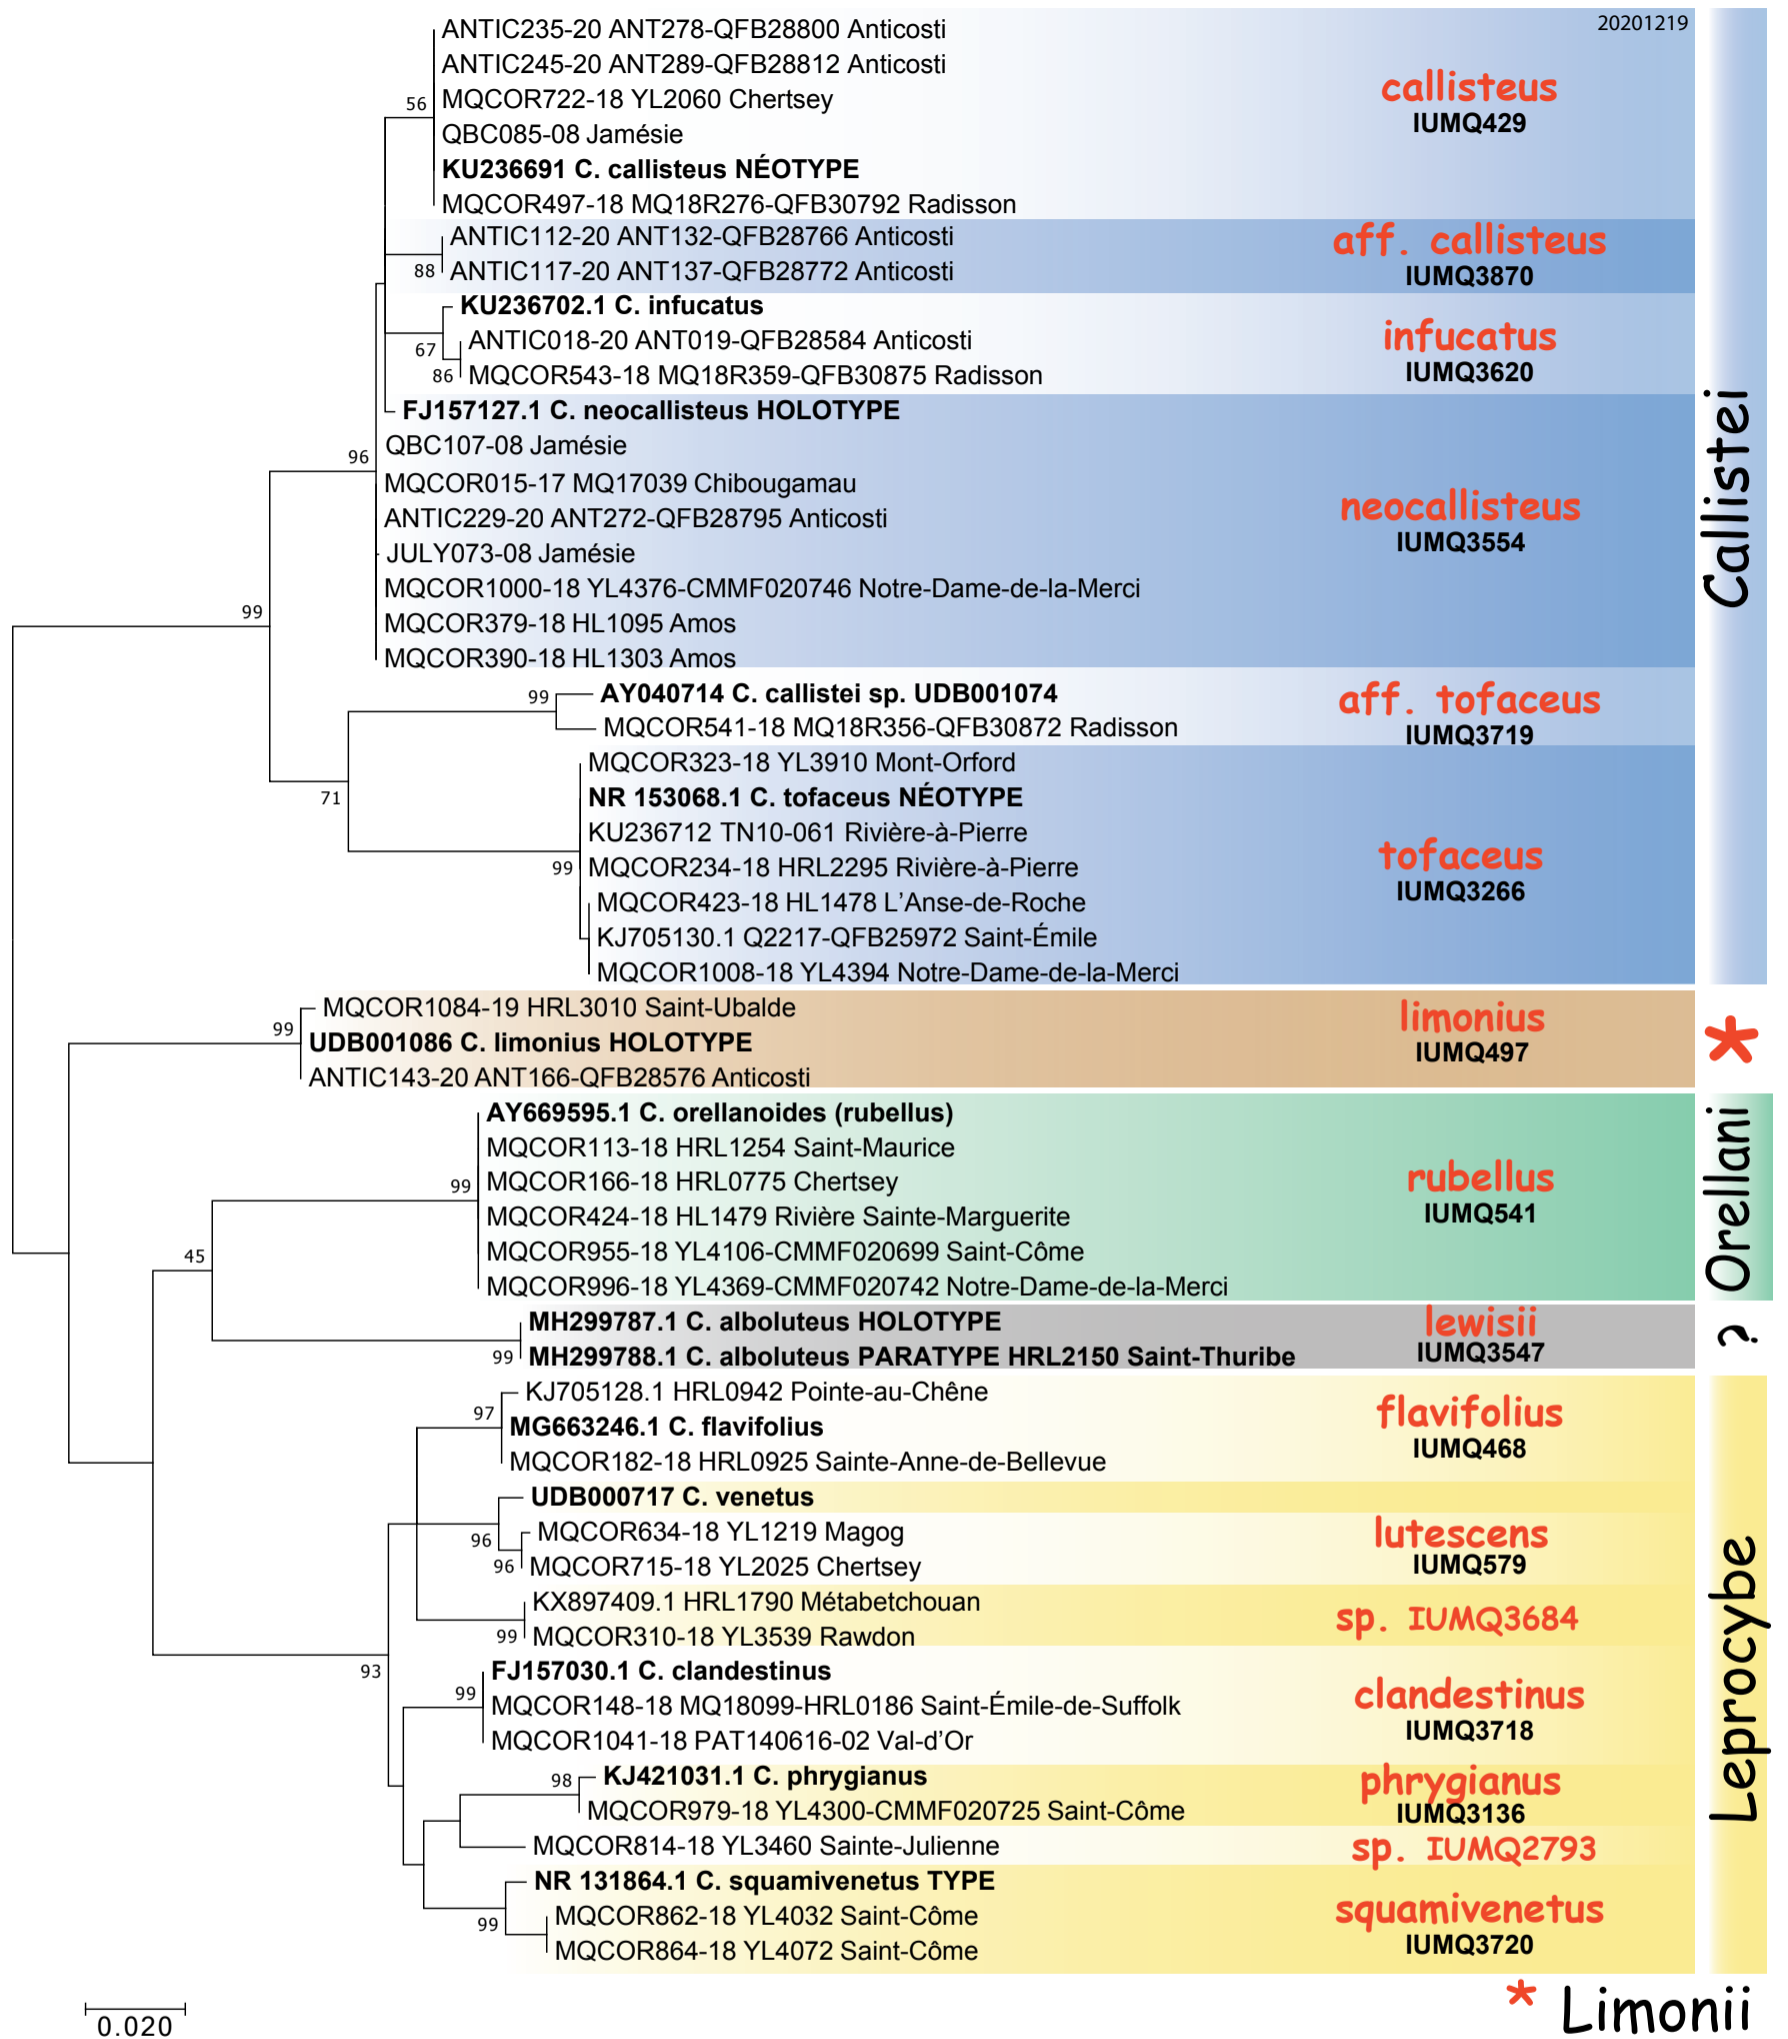 20201219
ANTIC235-20 ANT278-QFB28800 Anticosti
ANTIC245-20 ANT289-QFB28812 Anticosti
callisteus
56
MQCOR722-18 YL2060 Chertsey
IUMQ429
QBC085-08 Jamésie
KU236691 C. callisteus NÉOTYPE
MQCOR497-18 MQ18R276-QFB30792 Radisson
ANTIC112-20 ANT132-QFB28766 Anticosti
aff. callisteus
88
ANTIC117-20 ANT137-QFB28772 Anticosti
IUMQ3870
KU236702.1 C. infucatus
ANTIC018-20 ANT019-QFB28584 Anticosti
infucatus
67
86
MQCOR543-18 MQ18R359-QFB30875 Radisson
IUMQ3620
FJ157127.1 C. neocallisteus HOLOTYPE
QBC107-08 Jamésie
96
MQCOR015-17 MQ17039 Chibougamau
Callistei
ANTIC229-20 ANT272-QFB28795 Anticosti
neocallisteus
IUMQ3554
JULY073-08 Jamésie
MQCOR1000-18 YL4376-CMMF020746 Notre-Dame-de-la-Merci
99
MQCOR379-18 HL1095 Amos
MQCOR390-18 HL1303 Amos
99
AY040714 C. callistei sp. UDB001074
aff. tofaceus
MQCOR541-18 MQ18R356-QFB30872 Radisson
IUMQ3719
MQCOR323-18 YL3910 Mont-Orford
71
NR 153068.1 C. tofaceus NÉOTYPE
KU236712 TN10-061 Rivière-à-Pierre
tofaceus
99
MQCOR234-18 HRL2295 Rivière-à-Pierre
IUMQ3266
MQCOR423-18 HL1478 L’Anse-de-Roche
KJ705130.1 Q2217-QFB25972 Saint-Émile
MQCOR1008-18 YL4394 Notre-Dame-de-la-Merci
MQCOR1084-19 HRL3010 Saint-Ubalde
limonius
99
UDB001086 C. limonius HOLOTYPE
IUMQ497
*
ANTIC143-20 ANT166-QFB28576 Anticosti
AY669595.1 C. orellanoides (rubellus)
MQCOR113-18 HRL1254 Saint-Maurice
99
MQCOR166-18 HRL0775 Chertsey
rubellus
Orellani
MQCOR424-18 HL1479 Rivière Sainte-Marguerite
IUMQ541
45
MQCOR955-18 YL4106-CMMF020699 Saint-Côme
MQCOR996-18 YL4369-CMMF020742 Notre-Dame-de-la-Merci
MH299787.1 C. alboluteus HOLOTYPE
lewisii
?
99
MH299788.1 C. alboluteus PARATYPE HRL2150 Saint-Thuribe
IUMQ3547
KJ705128.1 HRL0942 Pointe-au-Chêne
97
MG663246.1 C. flavifolius
flavifolius
IUMQ468
MQCOR182-18 HRL0925 Sainte-Anne-de-Bellevue
UDB000717 C. venetus
96
MQCOR634-18 YL1219 Magog
lutescens
96
MQCOR715-18 YL2025 Chertsey
IUMQ579
KX897409.1 HRL1790 Métabetchouan
sp. IUMQ3684
99
MQCOR310-18 YL3539 Rawdon
93
FJ157030.1 C. clandestinus
Leprocybe
99
MQCOR148-18 MQ18099-HRL0186 Saint-Émile-de-Suffolk
clandestinus
MQCOR1041-18 PAT140616-02 Val-d’Or
IUMQ3718
98
KJ421031.1 C. phrygianus
phrygianus
MQCOR979-18 YL4300-CMMF020725 Saint-Côme
IUMQ3136
MQCOR814-18 YL3460 Sainte-Julienne
sp. IUMQ2793
NR 131864.1 C. squamivenetus TYPE
99
MQCOR862-18 YL4032 Saint-Côme
squamivenetus
MQCOR864-18 YL4072 Saint-Côme
IUMQ3720
0.020
* Limonii